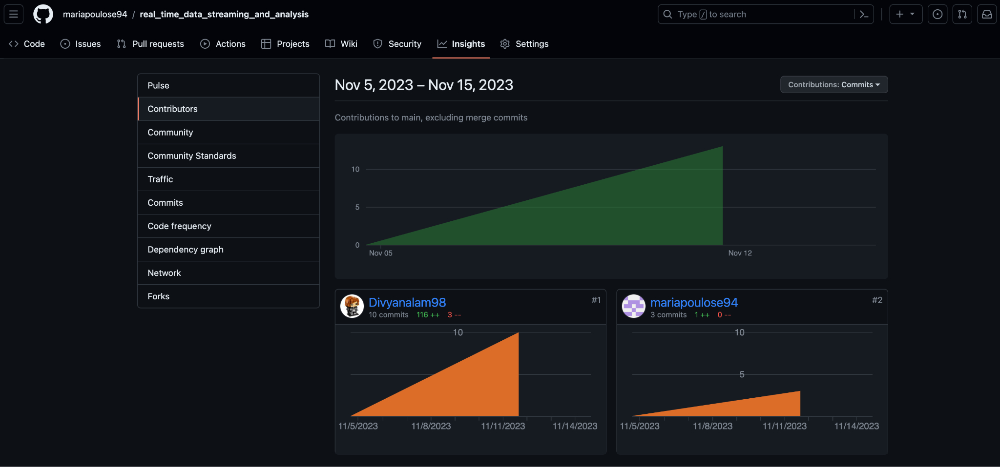 mariapoulose94 / real_time_data_streaming_and_analysis
Type / to search
Code
Issues
Pull requests
Actions
Projects
Wiki
Security
Insights
Settings
Pulse
Contributors
Community
Community Standards
Traffic
Commits
Code frequency
Dependency graph
Network
Forks
Nov 5, 2023 – Nov 15, 2023
Contributions: Commits
Contributions to main, excluding merge commits
10
5
0
Nov 05
Nov 12
Divyanalam98
#1
10 commits 116 ++ 3 --
10
11/5/2023
11/8/2023
11/11/2023
11/14/2023
mariapoulose94
#2
3 commits 1 ++ 0 --
10
5
11/5/2023
11/8/2023
11/11/2023
11/14/2023